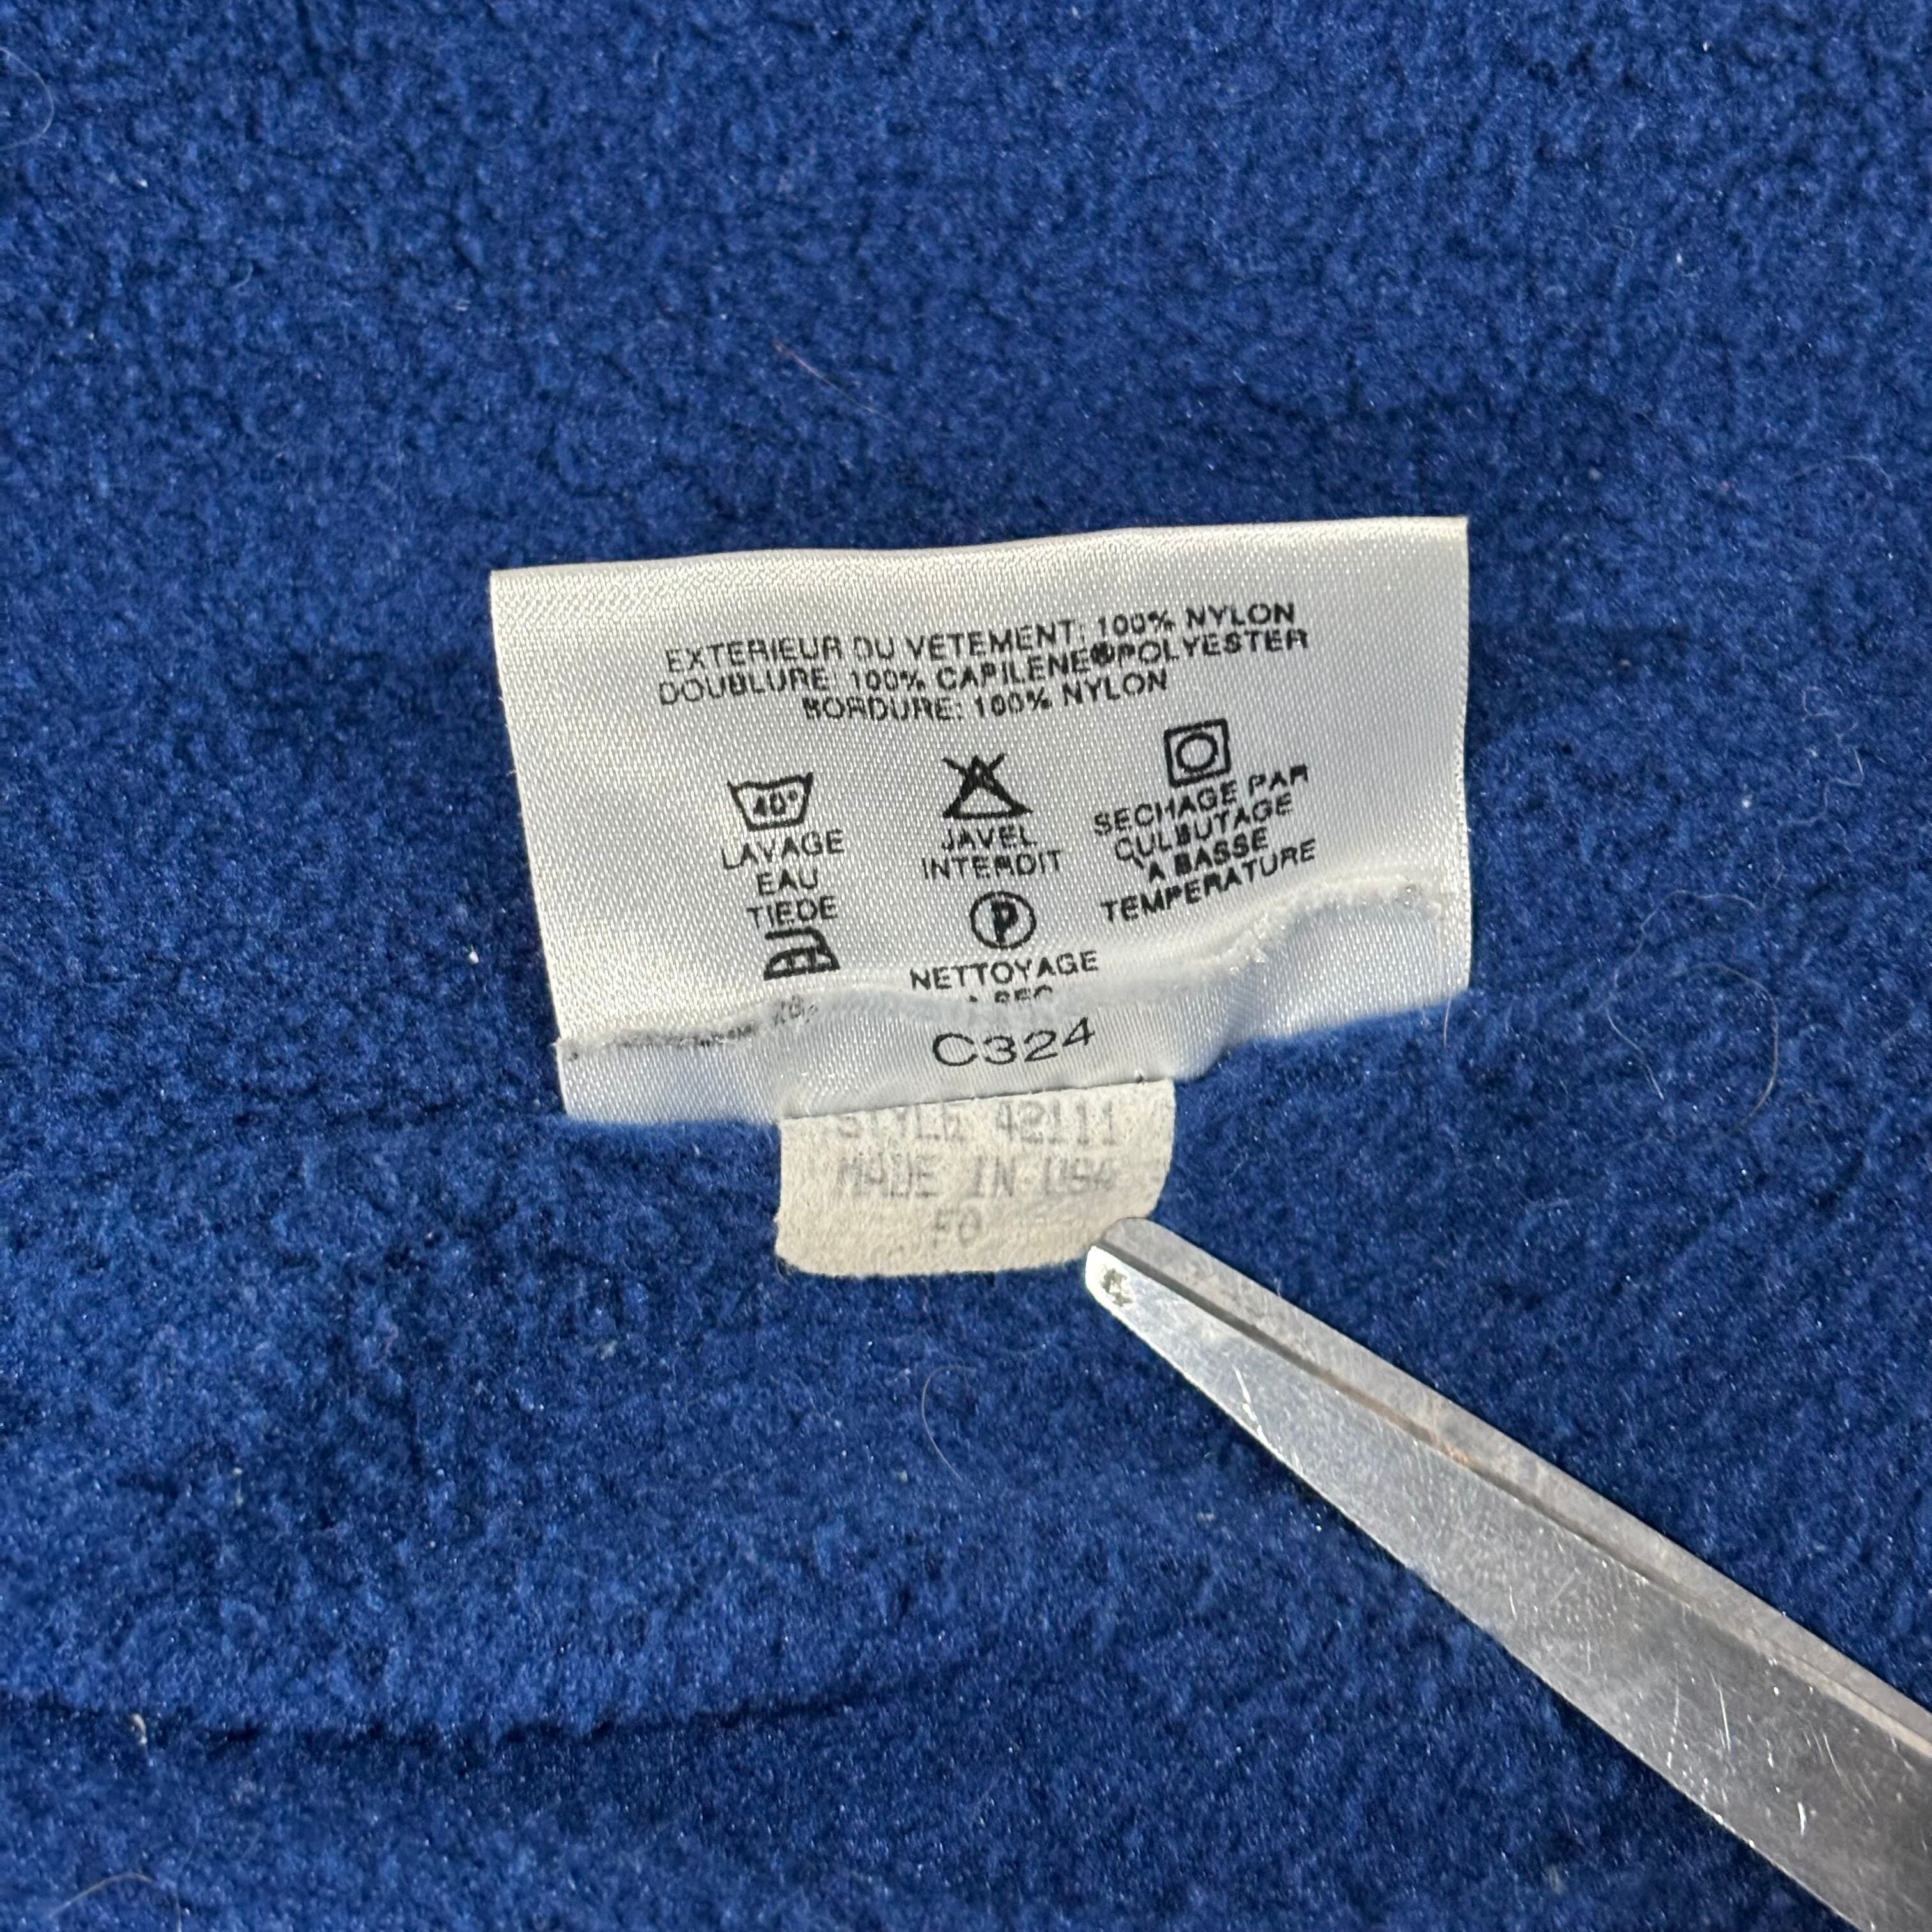 EXTERIEUR DU VETEMENT: 100% NYLON
DOUBLURE: 100% CAPILENE®POLYESTER
BORDURE: 100% NYLON
40°
LAVAGE
EAU
TIEDE
JAVEL
INTERDIT
SECHAGE PAR
CULBUTAGE
A BASSE
TEMPERATURE
P
NETTOYAGE
A SEC
C324
STYLE 42111
MADE IN USA